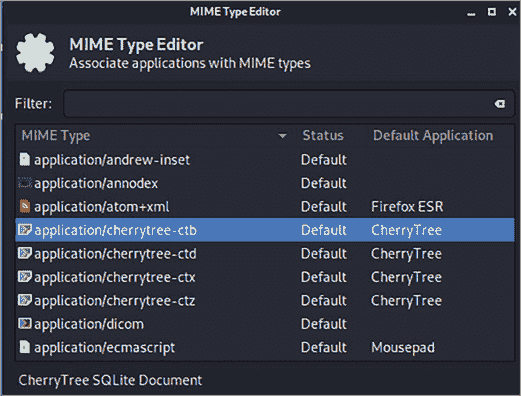 MIME Type Editor
MIME Type Editor
Associate applications with MIME types
Filter:
MIME Type Status Default Application
application/andrew-inset Default
application/annodex Default
application/atom+xml Default Firefox ESR
application/cherrytree-ctb Default CherryTree
application/cherrytree-ctd Default CherryTree
application/cherrytree-ctx Default CherryTree
application/cherrytree-ctz Default CherryTree
application/dicom Default
application/ecmascript Default Mousepad
CherryTree SQLite Document